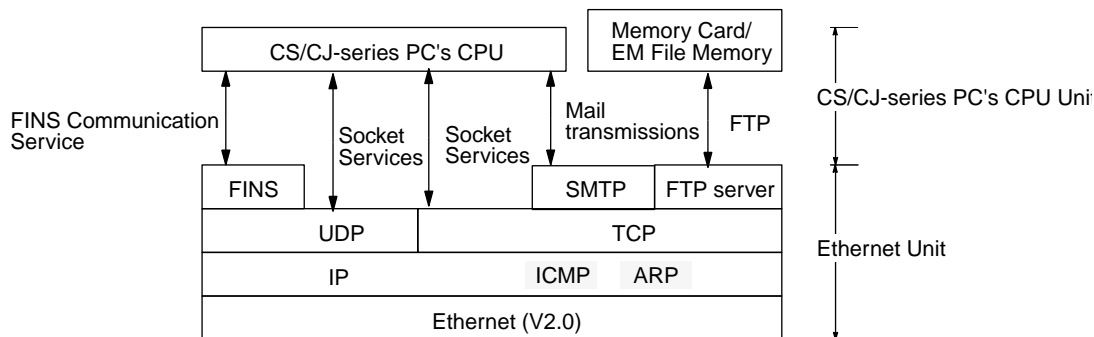 CS/CJ-series PC's CPU
Memory Card/
EM File Memory
CS/CJ-series PC's CPU Unit
FINS Communication
Service
Socket
Services
Socket
Services
Mail
transmissions
FTP
FINS
SMTP
FTP server
UDP
TCP
Ethernet Unit
IP
ICMP
ARP
Ethernet (V2.0)